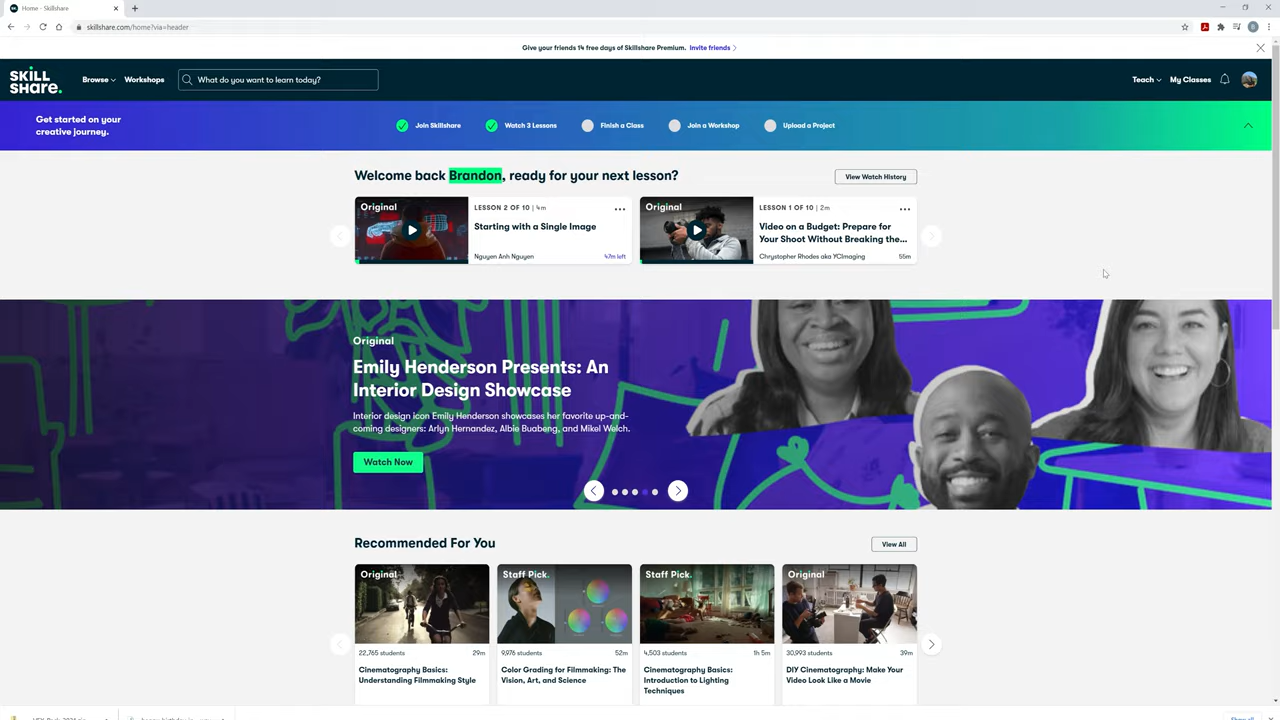 Home - Skillshare
skillshare.com/home?via=header
Give your friends 14 free days of Skillshare Premium. Invite friends
SKILL
SHARE.
Browse
Workshops
What do you want to learn today?
Teach
My Classes
Get started on your
creative journey.
Join Skillshare
Watch 3 Lessons
Finish a Class
Join a Workshop
Upload a Project
Welcome back Brandon, ready for your next lesson?
View Watch History
Original
LESSON 2 OF 10 | 4m
Starting with a Single Image
Nguyen Anh Nguyen
47m left
Original
LESSON 1 OF 10 | 2m
Video on a Budget: Prepare for
Your Shoot Without Breaking the...
Chrystopher Rhodes aka YCImaging
55m
Original
Emily Henderson Presents: An
Interior Design Showcase
Interior design icon Emily Henderson showcases her favorite up-and-
coming designers: Arlyn Hernandez, Albie Buabeng, and Mikel Welch.
Watch Now
Recommended For You
View All
Original
22,765 students
29m
Cinematography Basics:
Understanding Filmmaking Style
Staff Pick.
9,976 students
52m
Color Grading for Filmmaking: The
Vision, Art, and Science
Staff Pick.
4,503 students
1h 5m
Cinematography Basics:
Introduction to Lighting
Techniques
Original
30,993 students
39m
DIY Cinematography: Make Your
Video Look Like a Movie